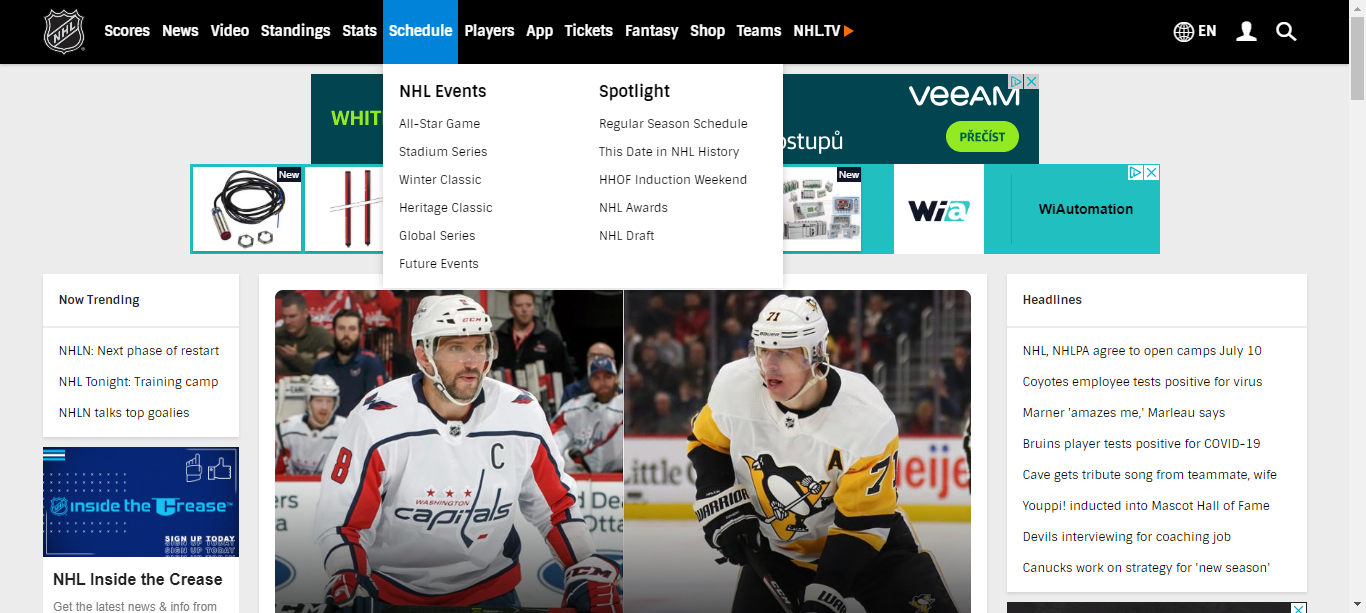 NHL
Scores News Video Standings Stats Schedule Players App Tickets Fantasy Shop Teams NHL.TV
EN
NHL Events
All-Star Game
Stadium Series
Winter Classic
Heritage Classic
Global Series
Future Events
Spotlight
Regular Season Schedule
This Date in NHL History
HHOF Induction Weekend
NHL Awards
NHL Draft
WHIT
veeAM
ostupů
PŘEČÍST
New
New
Wia
WiAutomation
Now Trending
NHLN: Next phase of restart
NHL Tonight: Training camp
NHLN talks top goalies
inside the Crease
SIGN UP TODAY
SIGN UP TODAY
SIGN UP TODAY
NHL Inside the Crease
Get the latest news & info from
CCM
8
C
WASHINGTON
capitals
ers
a
d De
Otta
CCM
71
BAUER
A
71
WARRIOR
Little C
meije
Headlines
NHL, NHLPA agree to open camps July 10
Coyotes employee tests positive for virus
Marner 'amazes me,' Marleau says
Bruins player tests positive for COVID-19
Cave gets tribute song from teammate, wife
Youppi! inducted into Mascot Hall of Fame
Devils interviewing for coaching job
Canucks work on strategy for 'new season'